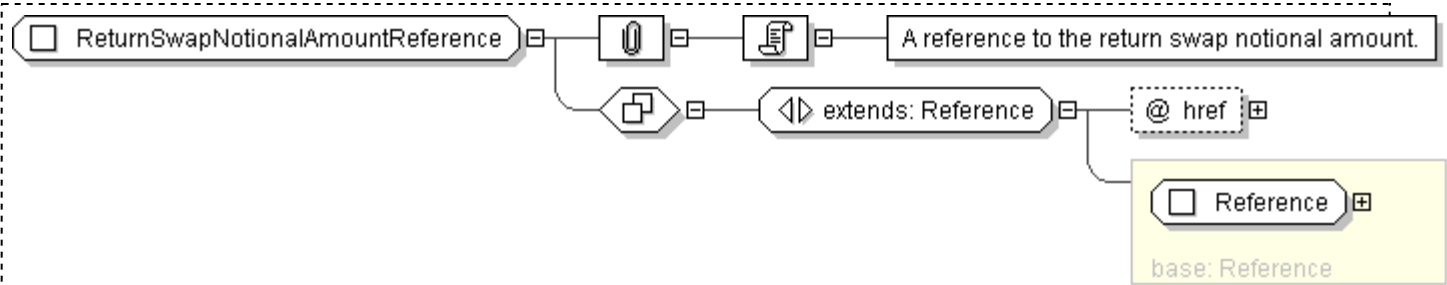 ReturnSwapNotionalAmountReference
A reference to the return swap notional amount.
extends: Reference
@ href
Reference
base: Reference